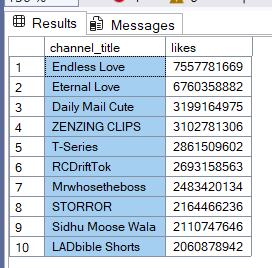 Results Messages
channel_title likes
1 Endless Love 7557781669
2 Eternal Love 6760358882
3 Daily Mail Cute 3199164975
4 ZENZING CLIPS 3102781306
5 T-Series 2861509602
6 RCDriftTok 2693158563
7 Mrwhosetheboss 2483420134
8 STORROR 2164466236
9 Sidhu Moose Wala 2110747646
10 LADbible Shorts 2060878942